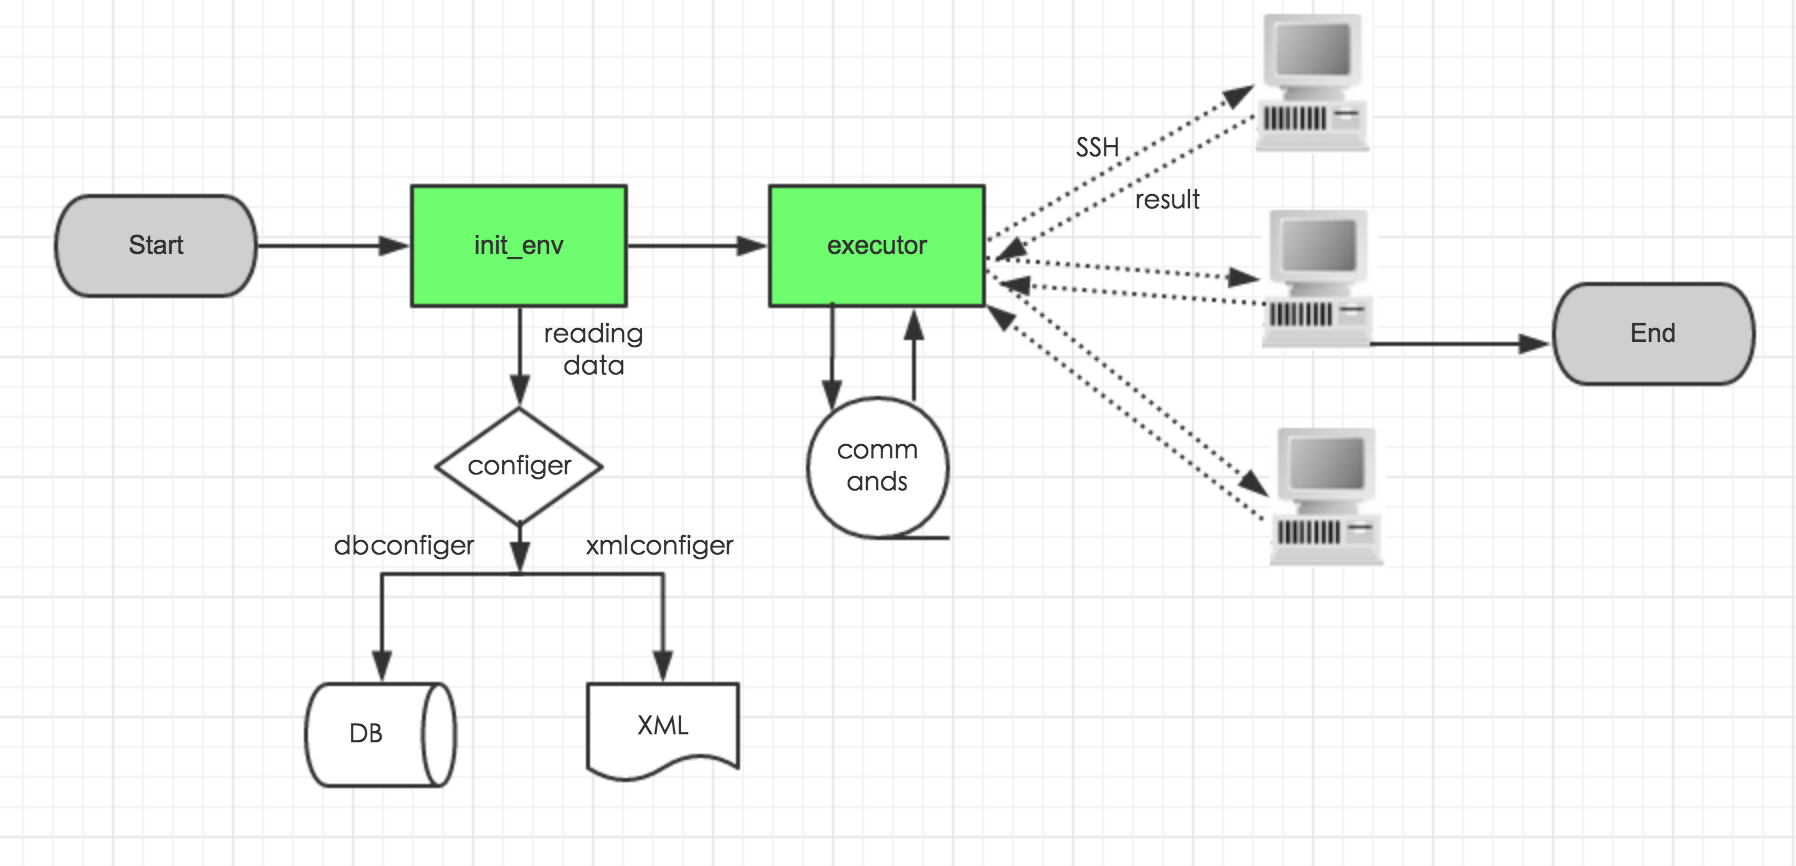 SSH
result
Start
init_env
executor
End
reading
data
configer
comm
ands
dbconfiger
xmlconfiger
DB
XML